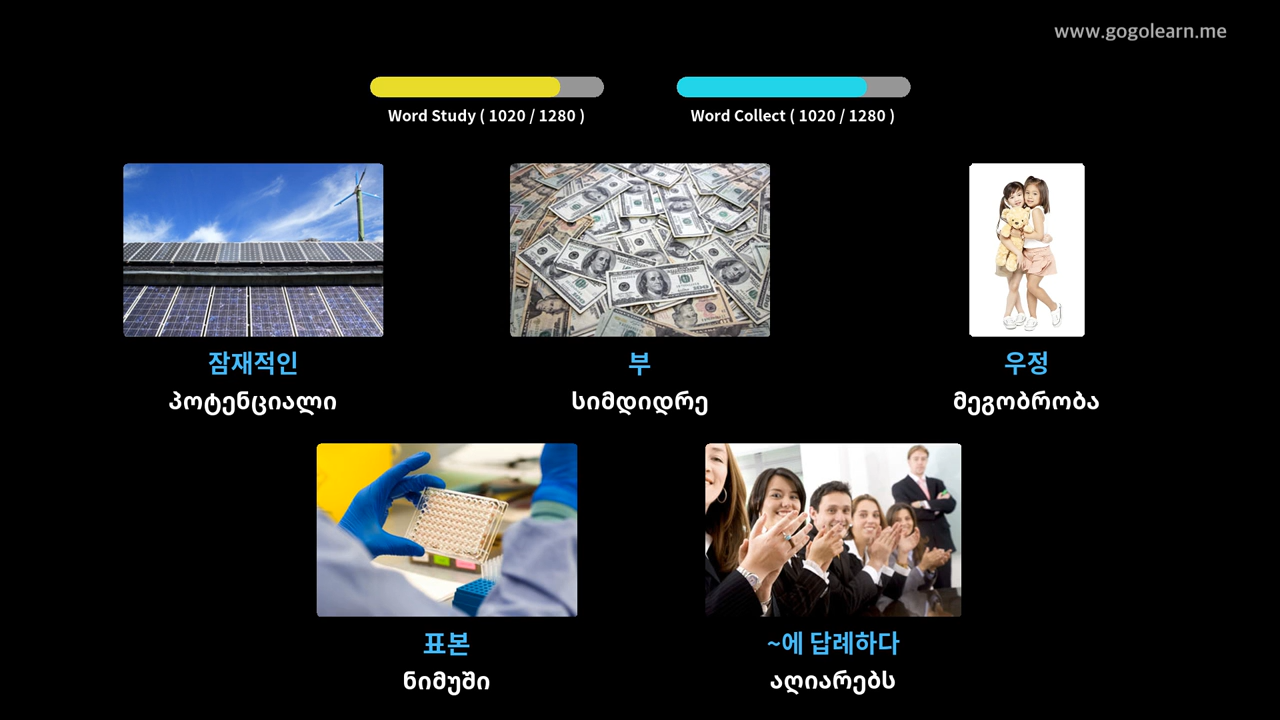 www.gogolearn.me
Word Study ( 1020 / 1280 )
Word Collect ( 1020 / 1280 )
잠재적인
პოტენციალი
부
სიმდიდრე
우정
მეგობრობა
표본
ნიმუში
~에 답례하다
აღიარებს